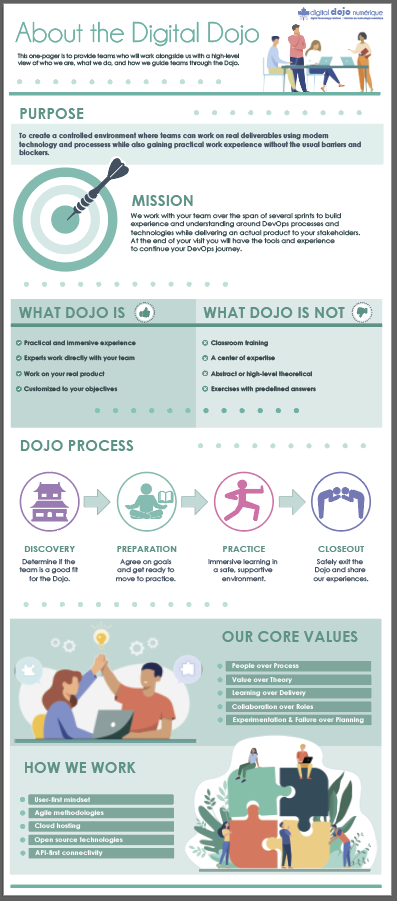 digital dojo numérique
About the Digital Dojo
This one-pager is to provide teams who will work alongside us with a high-level
view of who we are, what we do, and how we guide teams through the Dojo.
PURPOSE
To create a controlled environment where teams can work on real deliverables using modern
technology and processess while also gaining practical work experience without the usual barriers and
blockers.
MISSION
We work with your team over the span of several sprints to build
experience and understanding around DevOps processes and
technologies while delivering an actual product to your stakeholders.
At the end of your visit you will have the tools and experience
to continue your DevOps journey.
WHAT DOJO IS
Practical and immersive experience
Experts work directly with your team
Work on your real product
Customized to your objectives
WHAT DOJO IS NOT
Classroom training
A center of expertise
Abstract or high-level theoretical
Exercises with predefined answers
DOJO PROCESS
DISCOVERY
Determine if the
team is a good fit
for the Dojo.
PREPARATION
Agree on goals
and get ready to
move to practice.
PRACTICE
Immersive learning in
a safe, supportive
environment.
CLOSEOUT
Safely exit the
Dojo and share
our experiences.
OUR CORE VALUES
People over Process
Value over Theory
Learning over Delivery
Collaboration over Roles
Experimentation & Failure over Planning
HOW WE WORK
User-first mindset
Agile methodologies
Cloud hosting
Open source technologies
API-first connectivity